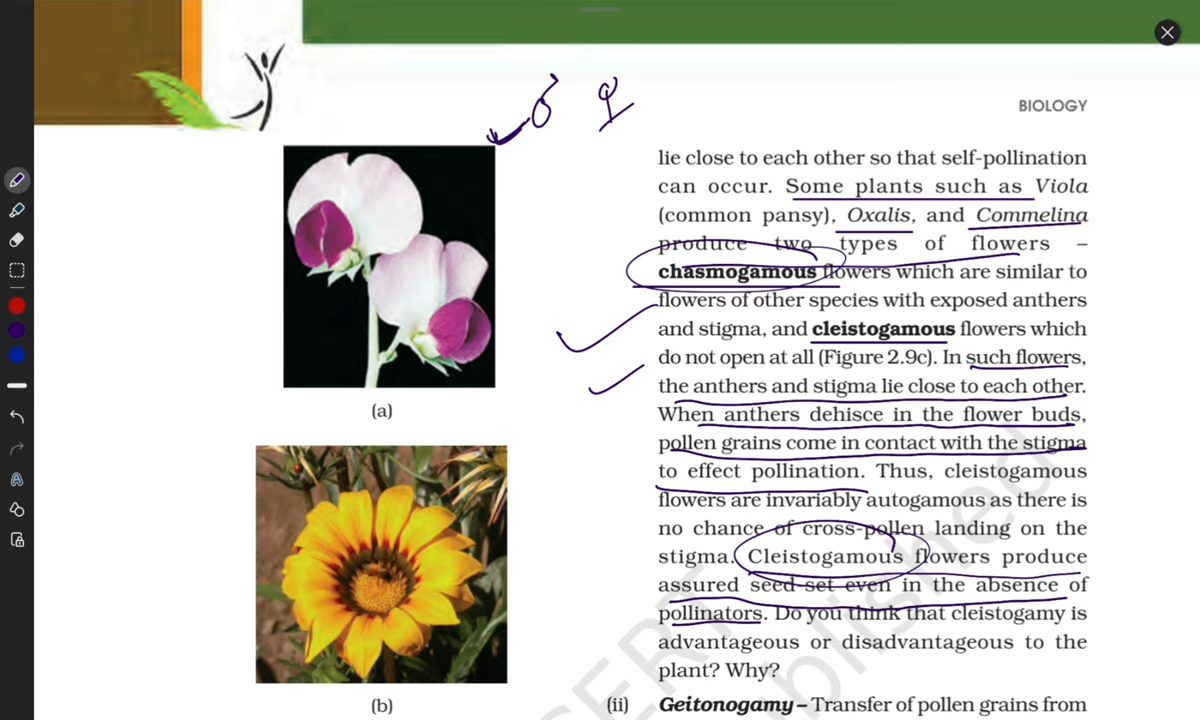 BIOLOGY
lie close to each other so that self-pollination
can occur. Some plants such as Viola
(common pansy), Oxalis, and Commelina
produce two types of flowers –
chasmogamous flowers which are similar to
flowers of other species with exposed anthers
and stigma, and cleistogamous flowers which
do not open at all (Figure 2.9c). In such flowers,
the anthers and stigma lie close to each other.
When anthers dehisce in the flower buds,
pollen grains come in contact with the stigma
to effect pollination. Thus, cleistogamous
flowers are invariably autogamous as there is
no chance of cross-pollen landing on the
stigma. Cleistogamous flowers produce
assured seed-set even in the absence of
pollinators. Do you think that cleistogamy is
advantageous or disadvantageous to the
plant? Why?
(ii) Geitonogamy – Transfer of pollen grains from
(a)
(b)